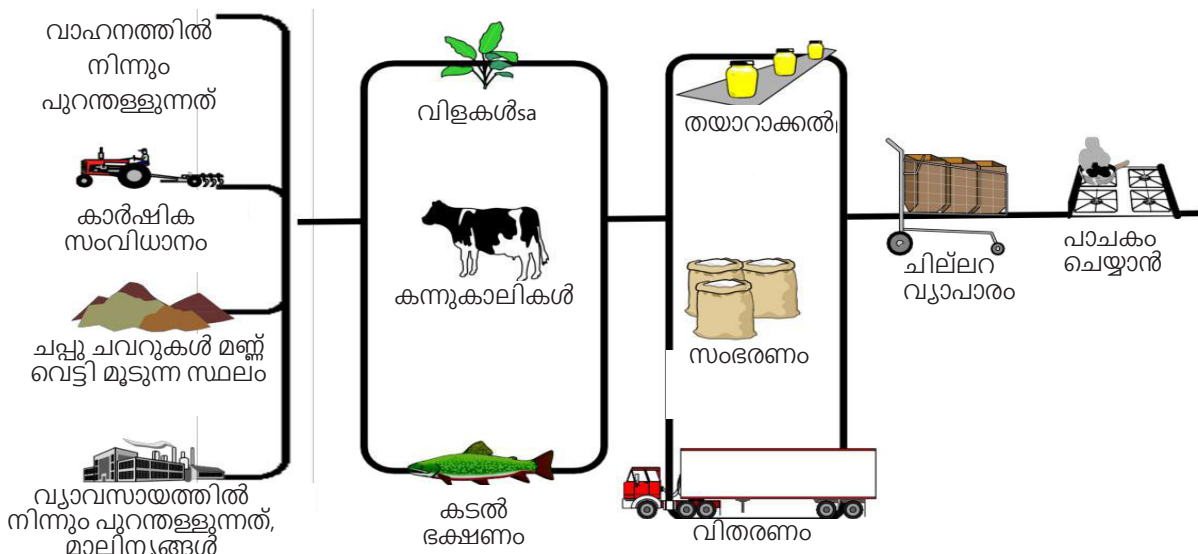 വാഹനത്തിൽ
നിന്നും
പുറന്തള്ളുന്നത്
കാർഷിക
സംവിധാനം
ചപ്പു ചവറുകൾ മണ്ണ്
വെട്ടി മൂടുന്ന സ്ഥലം
വ്യാവസായത്തിൽ
നിന്നും പുറന്തള്ളുന്നത്,
മാലിന്യങ്ങൾ
വിളകൾsa
കന്നുകാലികൾ
കടൽ
ഭക്ഷണം
തയാറാക്കൽ
സംഭരണം
വിതരണം
ചില്ലറ
വ്യാപാരം
പാചകം
ചെയ്യാൻ